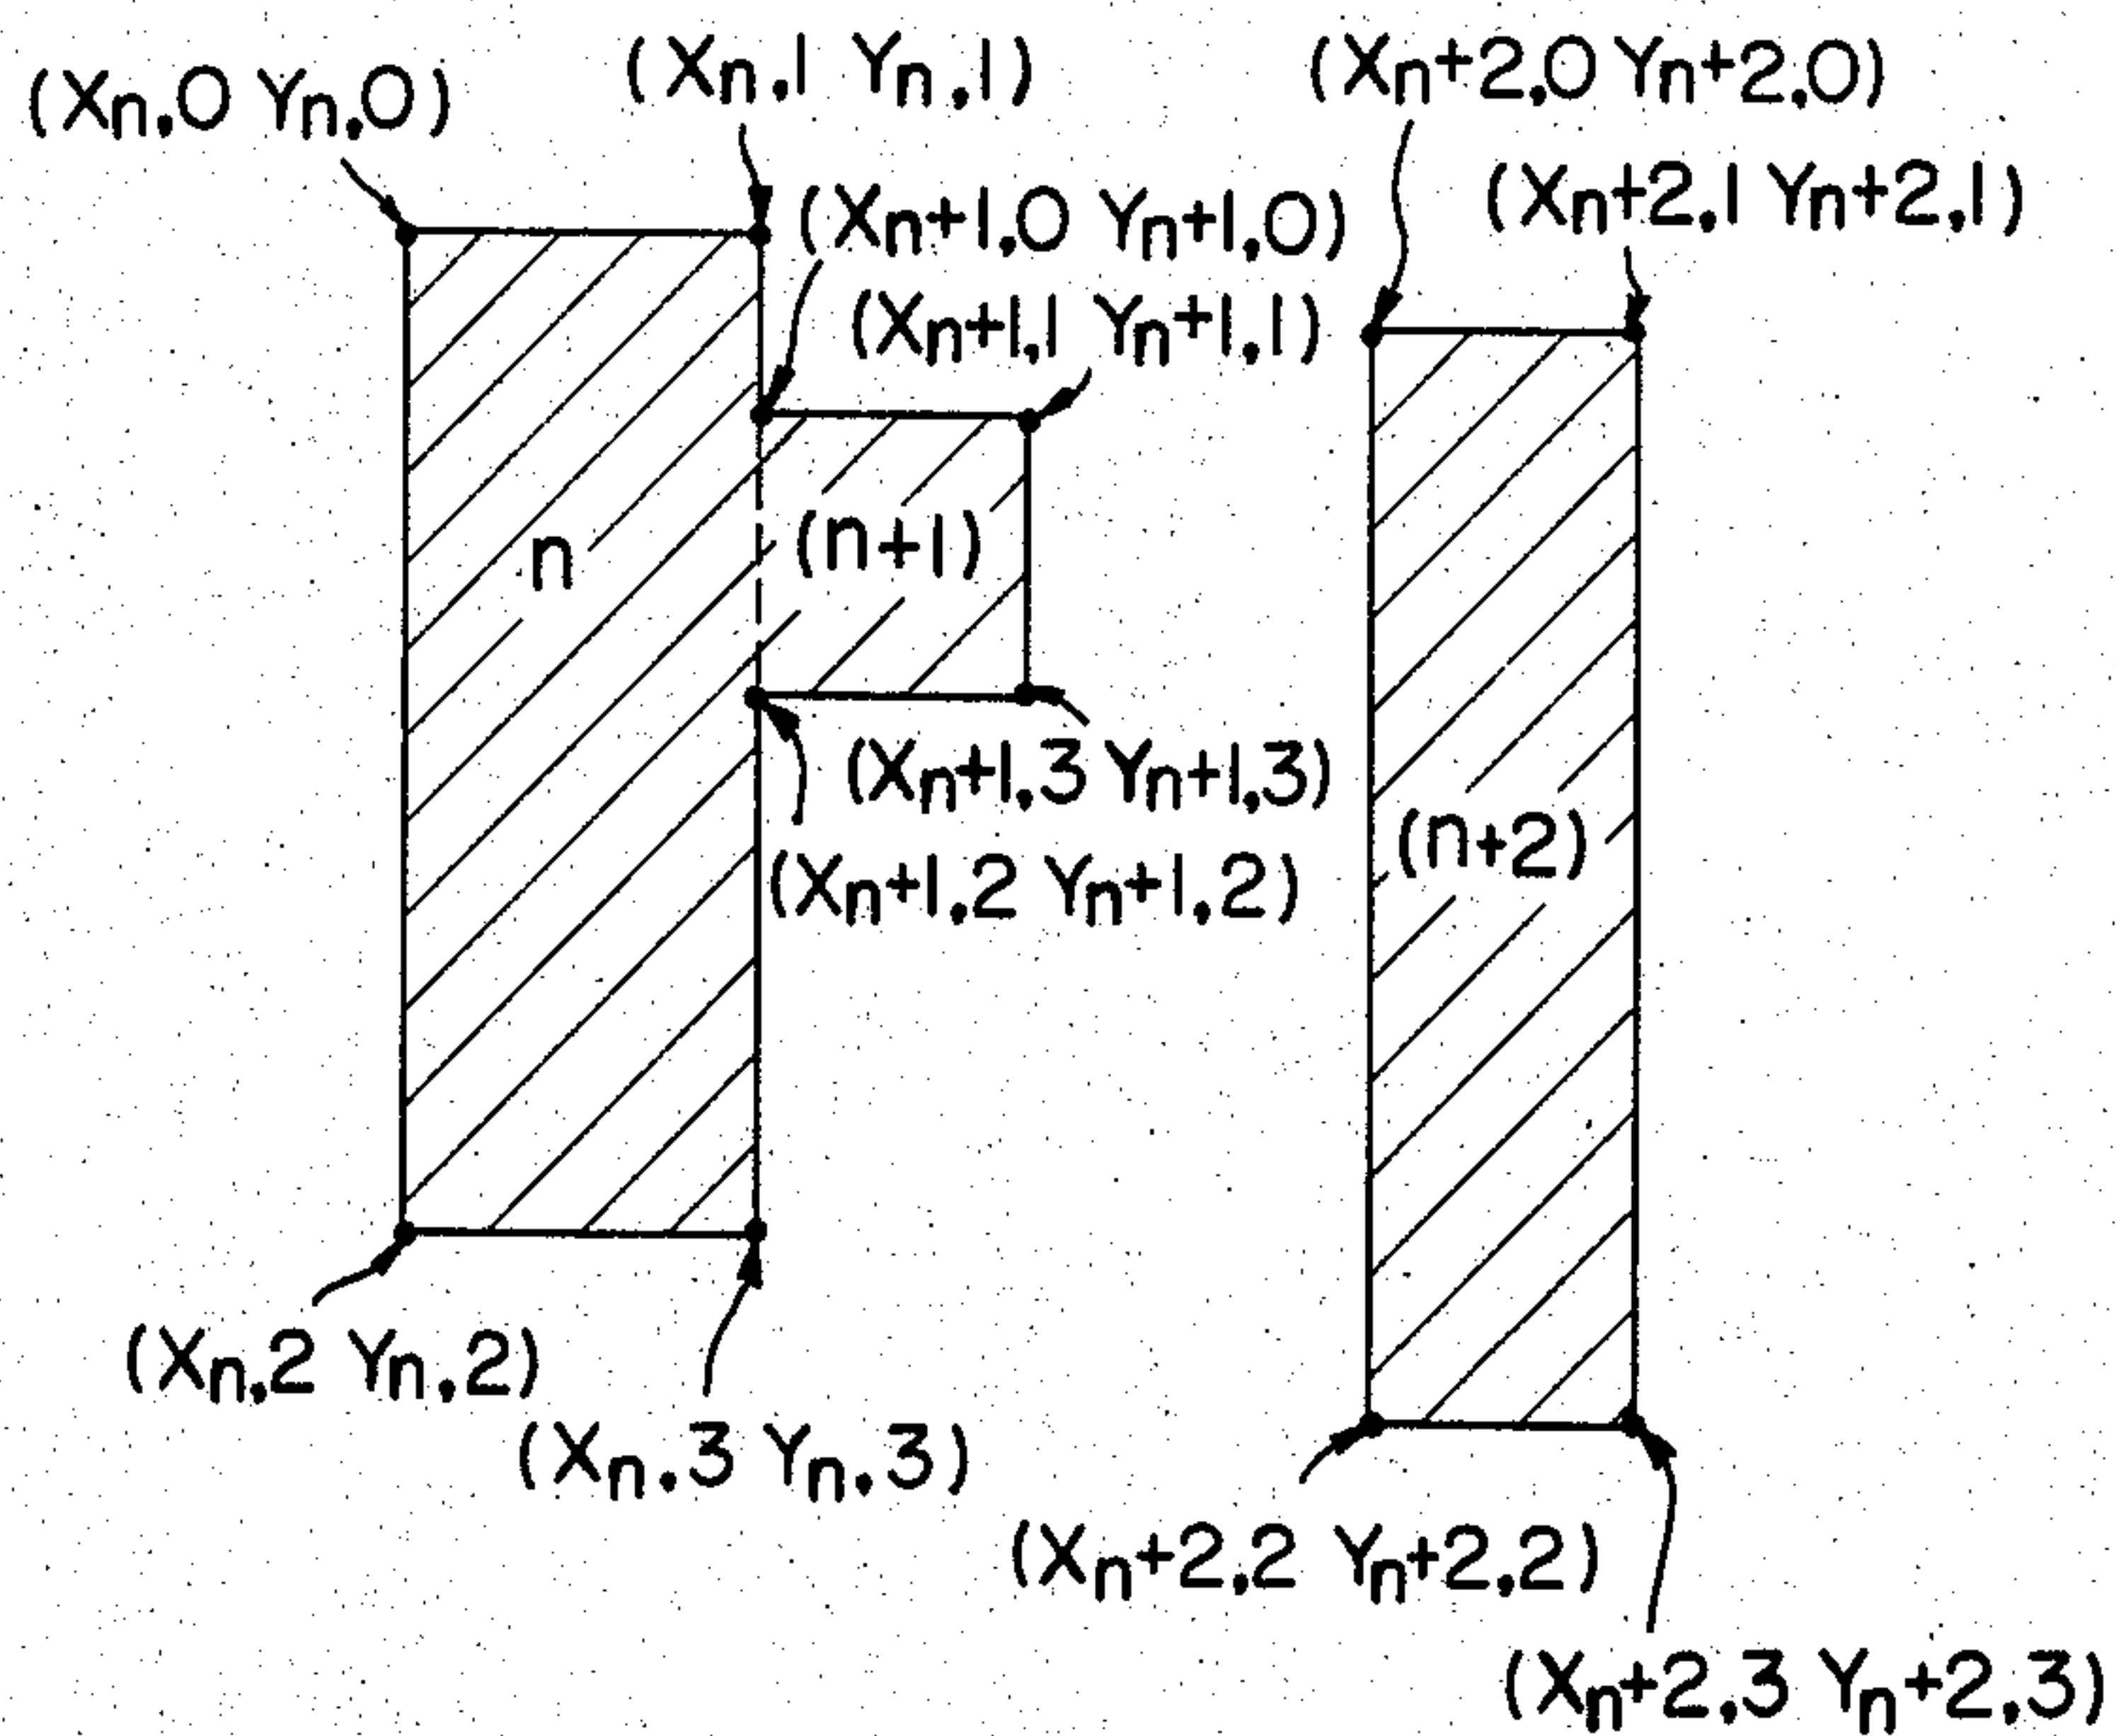 (Xn,0 Yn,0)
(Xn,1 Yn,1)
(Xn+2,0 Yn+2,0)
(Xn+2,1 Yn+2,1)
(Xn+1,0 Yn+1,0)
(Xn+1,1 Yn+1,1)
n
(n+1)
(Xn+1,3 Yn+1,3)
(n+2)
(Xn+1,2 Yn+1,2)
(Xn,2 Yn,2)
(Xn,3 Yn,3)
(Xn+2,2 Yn+2,2)
(Xn+2,3 Yn+2,3)